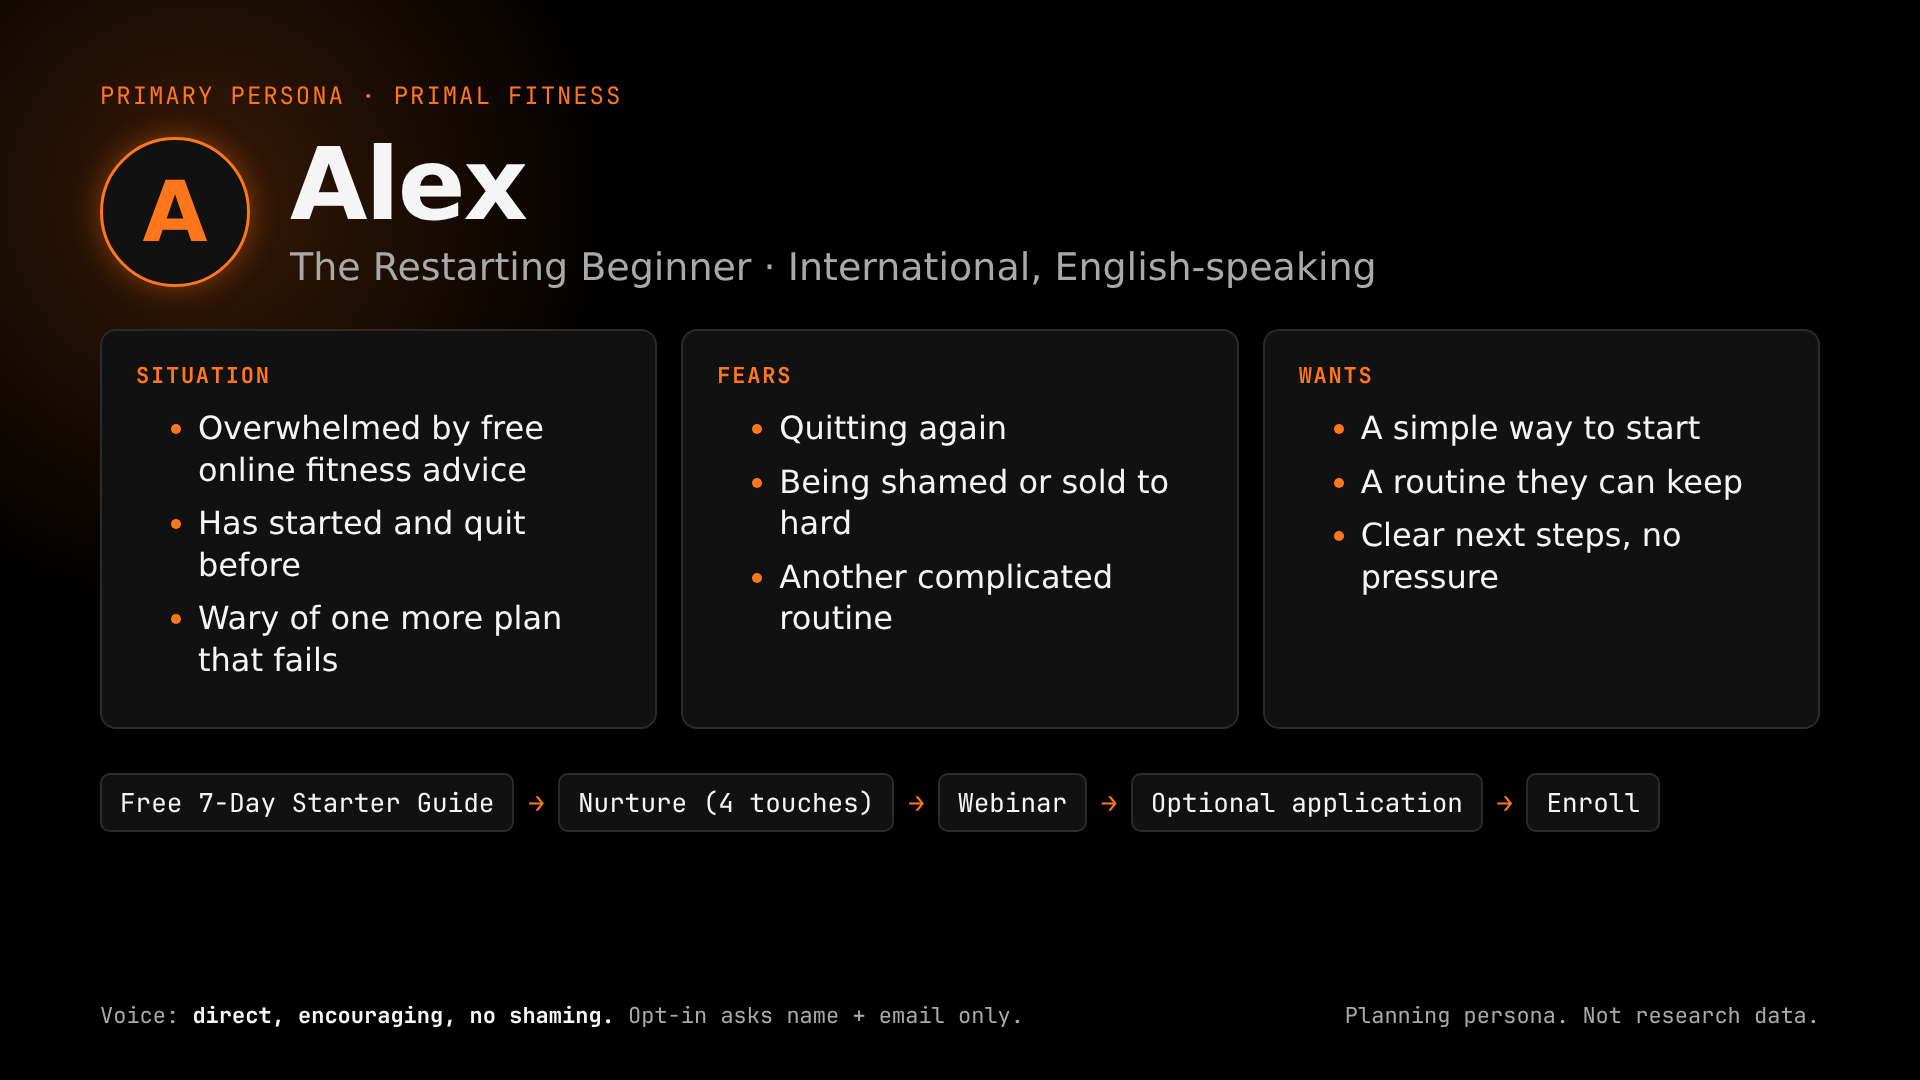 PRIMARY PERSONA · PRIMAL FITNESS
A
Alex
The Restarting Beginner · International, English-speaking
SITUATION
• Overwhelmed by free
online fitness advice
• Has started and quit
before
• Wary of one more plan
that fails
FEARS
• Quitting again
• Being shamed or sold to
hard
• Another complicated
routine
WANTS
• A simple way to start
• A routine they can keep
• Clear next steps, no
pressure
Free 7-Day Starter Guide → Nurture (4 touches) → Webinar → Optional application → Enroll
Voice: direct, encouraging, no shaming. Opt-in asks name + email only.
Planning persona. Not research data.